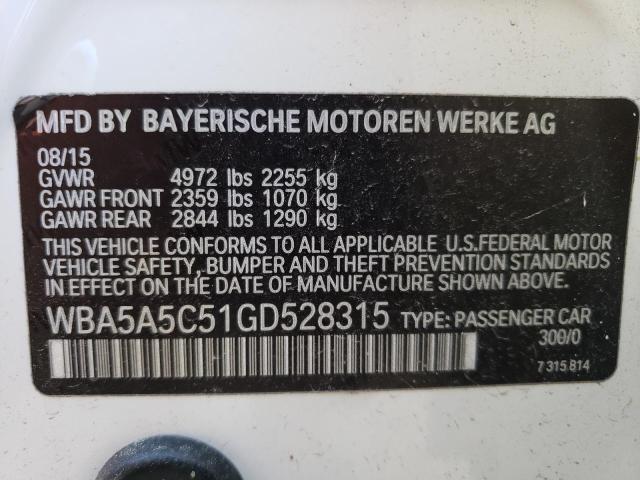 MFD BY BAYERISCHE MOTOREN WERKE AG
08/15
GVWR 4972 lbs 2255 kg
GAWR FRONT 2359 lbs 1070 kg
GAWR REAR 2844 lbs 1290 kg
THIS VEHICLE CONFORMS TO ALL APPLICABLE U.S.FEDERAL MOTOR
VEHICLE SAFETY, BUMPER AND THEFT PREVENTION STANDARDS
IN EFFECT ON THE DATE OF MANUFACTURE SHOWN ABOVE.
WBA5A5C51GD528315 TYPE: PASSENGER CAR
300/0
7 315 814